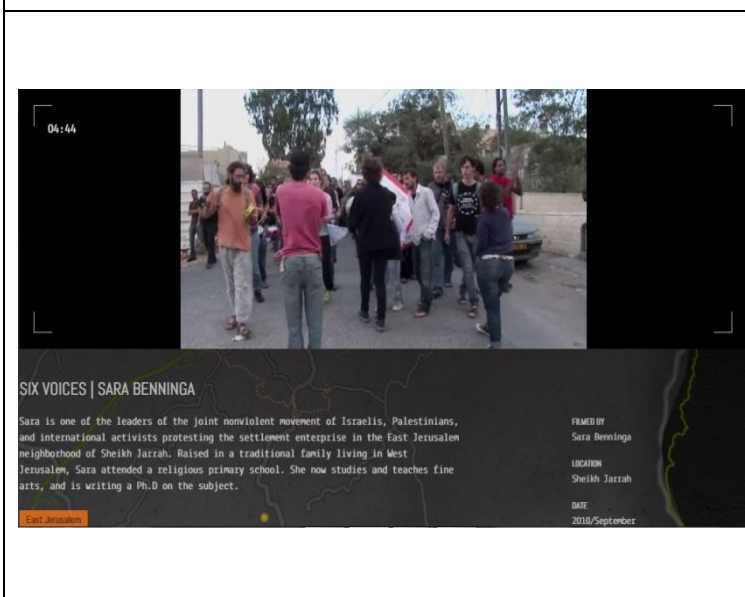 04:44
SIX VOICES | SARA BENNINGA
Sara is one of the leaders of the joint nonviolent movement of Israelis, Palestinians,
and international activists protesting the settlement enterprise in the East Jerusalem
neighborhood of Sheikh Jarrah. Raised in a traditional family living in West
Jerusalem, Sara attended a religious primary school. She now studies and teaches fine
arts, and is writing a Ph.D on the subject.
East Jerusalem
FILMED BY
Sara Benninga
LOCATION
Sheikh Jarrah
DATE
2010/September